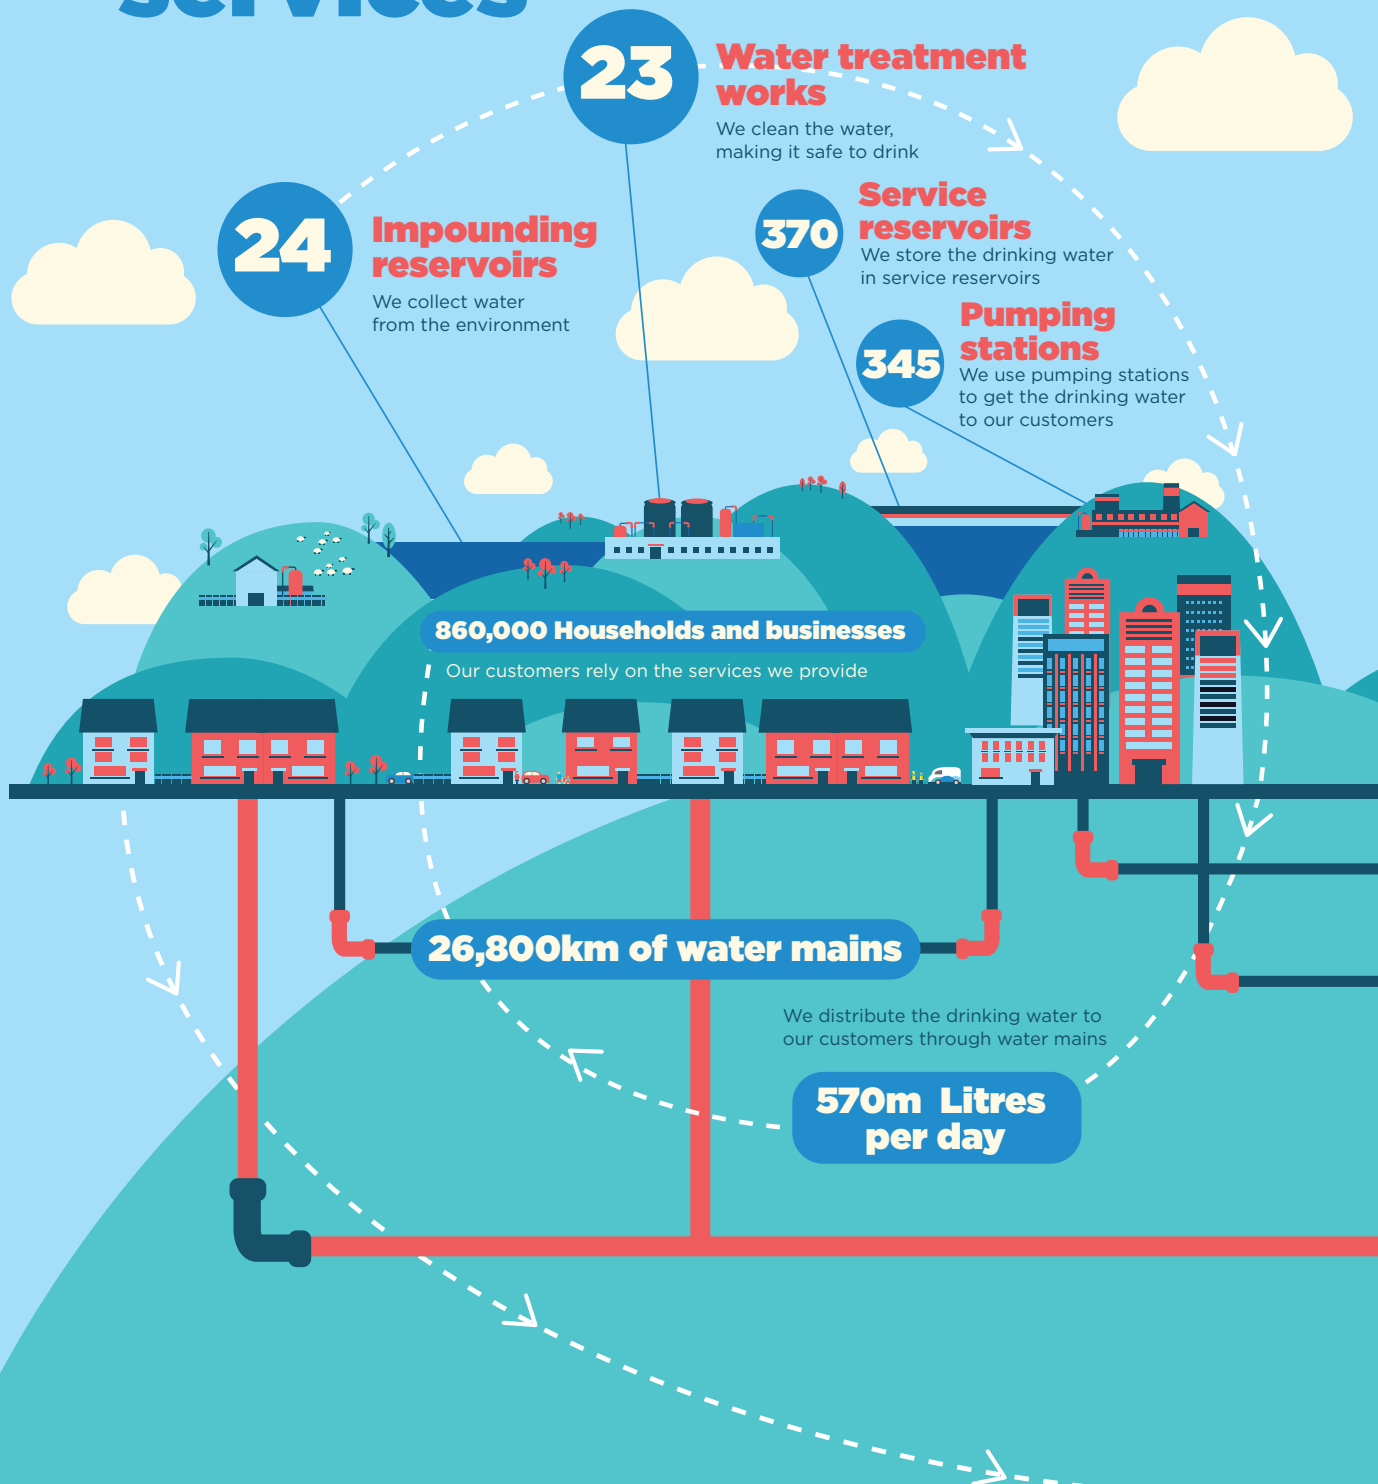 services
23
Water treatment
works
We clean the water,
making it safe to drink
24
Impounding
reservoirs
We collect water
from the environment
370
Service
reservoirs
We store the drinking water
in service reservoirs
345
Pumping
stations
We use pumping stations
to get the drinking water
to our customers
860,000 Households and businesses
Our customers rely on the services we provide
26,800km of water mains
We distribute the drinking water to
our customers through water mains
570m Litres
per day